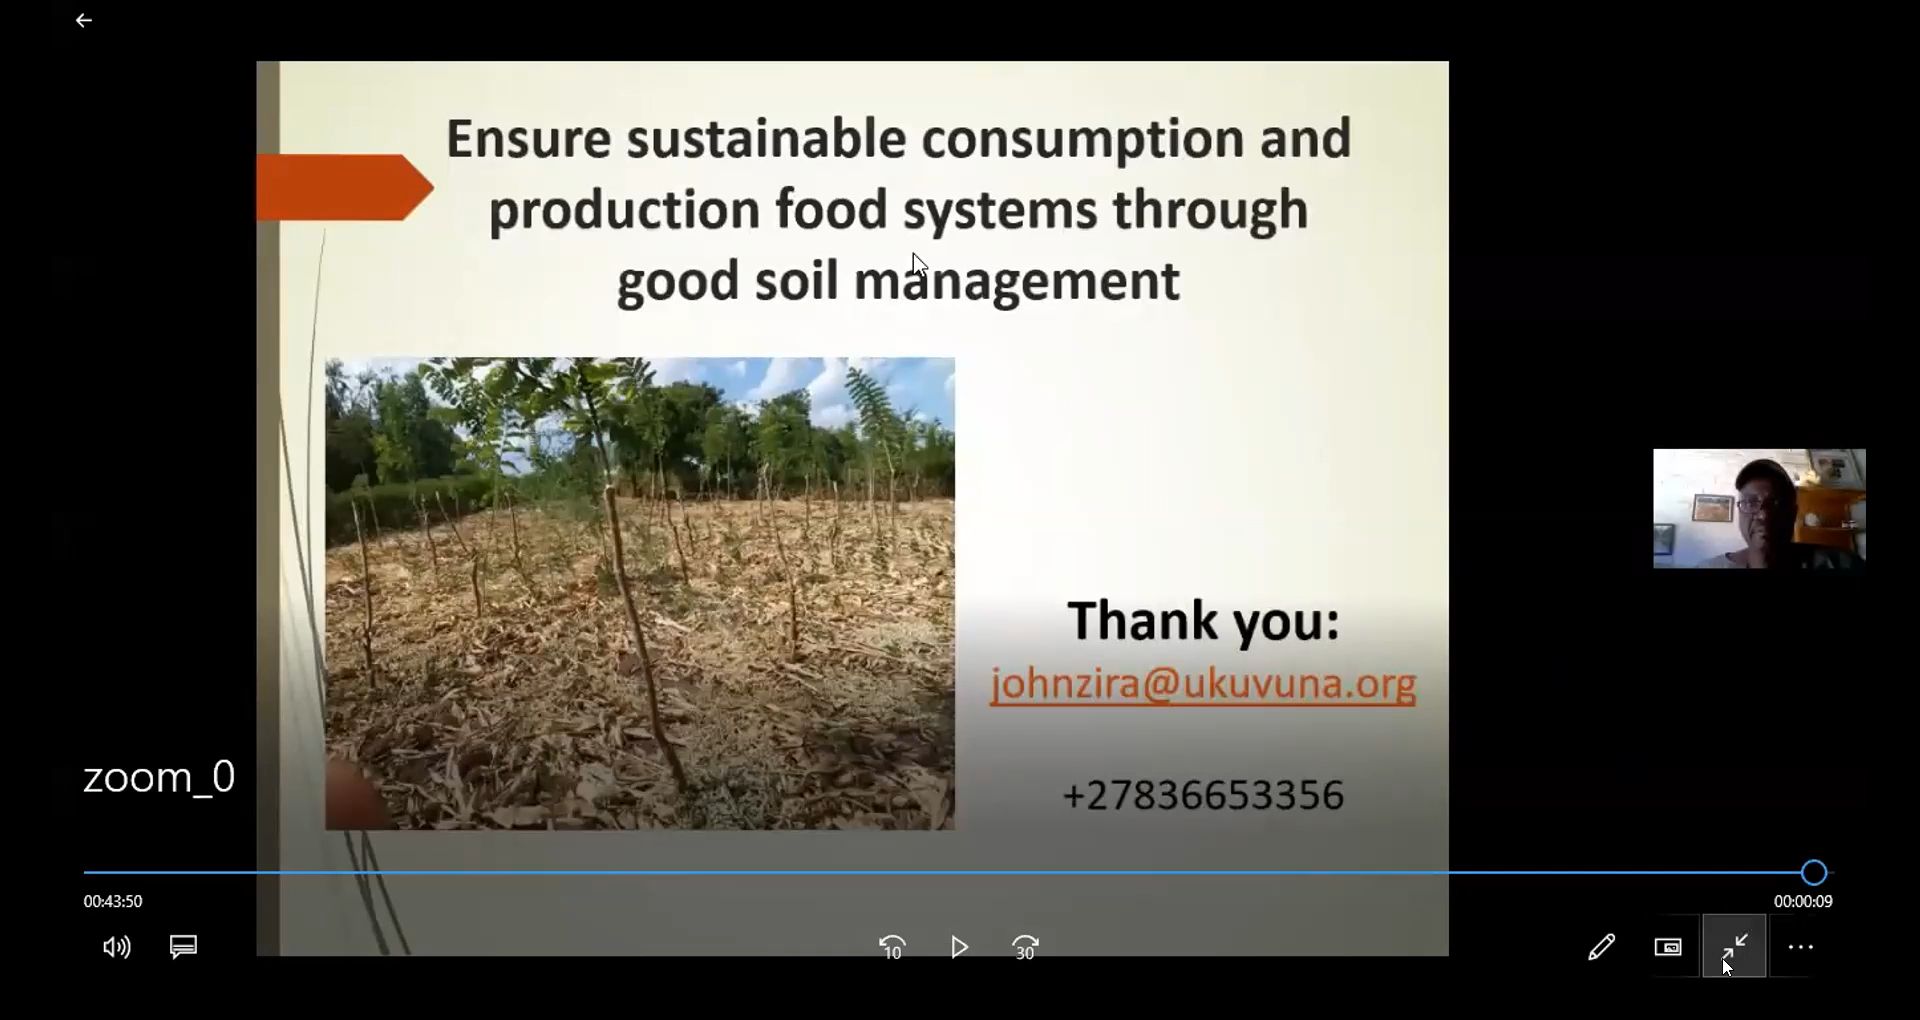 Ensure sustainable consumption and
production food systems through
good soil management
Thank you:
johnzira@ukuvuna.org
+27836653356
zoom_0
00:43:50
00:00:09
10
30